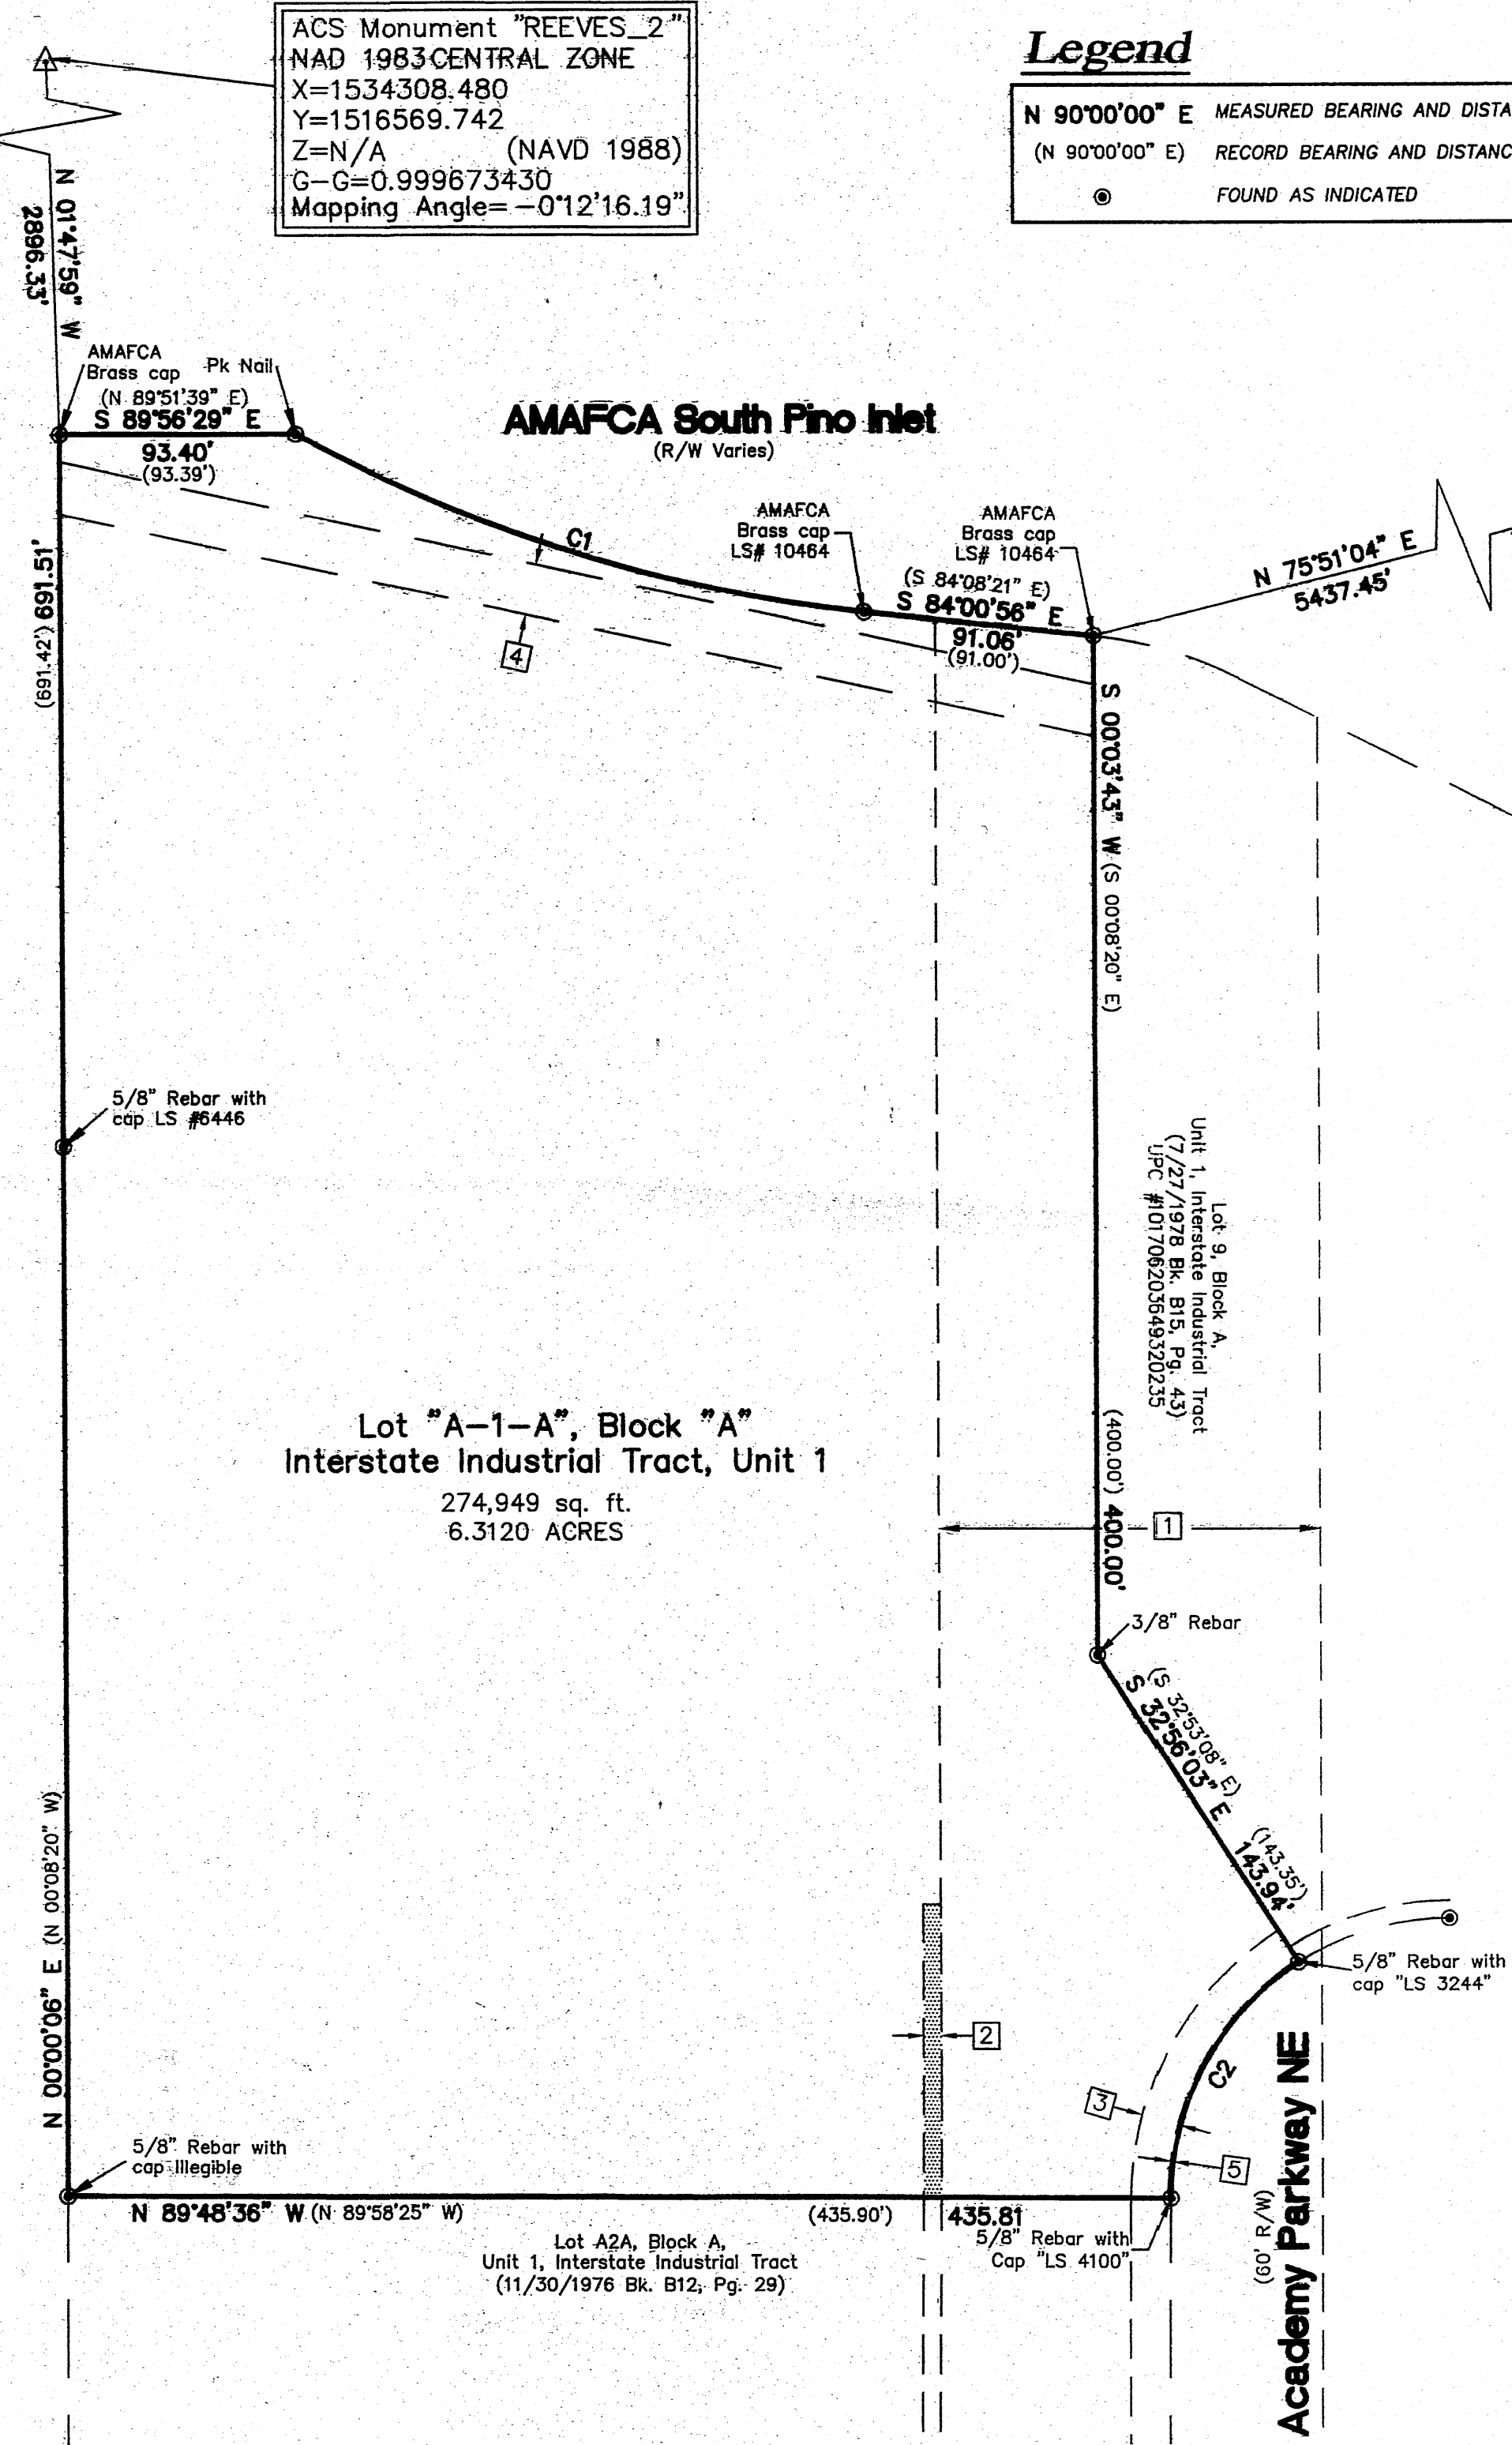 ACS Monument "REEVES_2"
NAD 1983 CENTRAL ZONE
X=1534308.480
Y=1516569.742
Z=N/A (NAVD 1988)
G-G=0.999673430
Mapping Angle= -0°12'16.19"
Legend
N 90°00'00" E MEASURED BEARING AND
(N 90°00'00" E) RECORD BEARING AND
FOUND AS INDICATED
N 01°47'59" W
2896.33'
AMAFCA
Brass cap
Pk Nail
(N 89°51'39" E)
S 89°56'29" E
93.40'
(93.39')
AMAFCA South Pino Inlet
(R/W Varies)
C1
AMAFCA
Brass cap
LS# 10464
AMAFCA
Brass cap
LS# 10464
(S 84°08'21" E)
S 84°00'56" E
91.06'
(91.00')
N 75°51'04" E
5437.45'
4
(691.42') 691.51'
S 00°03'43" W (S 00°08'20" E)
5/8" Rebar with
cap LS #6446
Lot 9, Block A,
Unit 1, Interstate Industrial Tract
(7/27/1978 Bk. B15, Pg. 43)
UPC #101706203649320235
Lot "A-1-A", Block "A"
Interstate Industrial Tract, Unit 1
274,949 sq. ft.
6.3120 ACRES
(400.00') 400.00'
1
3/8" Rebar
(S 32°53'08" E)
S 32°56'03" E
(143.35')
143.94'
N 00°00'06" E (N 00°08'20" W)
5/8" Rebar with
cap "LS 3244"
2
C2
3
5
5/8" Rebar with
cap Illegible
N 89°48'36" W (N 89°58'25" W)
(435.90') 435.81
5/8" Rebar with
Cap "LS 4100"
Lot A2A, Block A,
Unit 1, Interstate Industrial Tract
(11/30/1976 Bk. B12, Pg. 29)
(60' R/W)
Academy Parkway NE